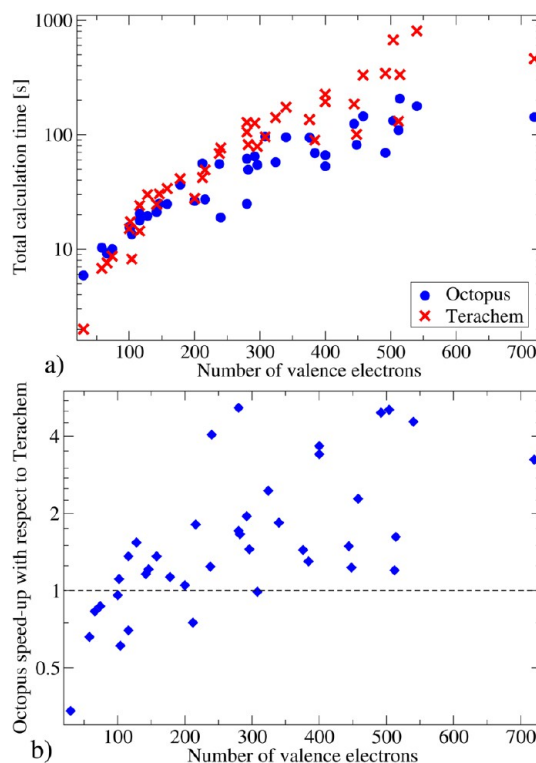 1000
100
10
Total calculation time [s]
Octopus
Terachem
100 200 300 400 500 600 700
a)
Number of valence electrons
4
2
1
0.5
Octopus speed-up with respect to Terachem
100 200 300 400 500 600 700
b)
Number of valence electrons